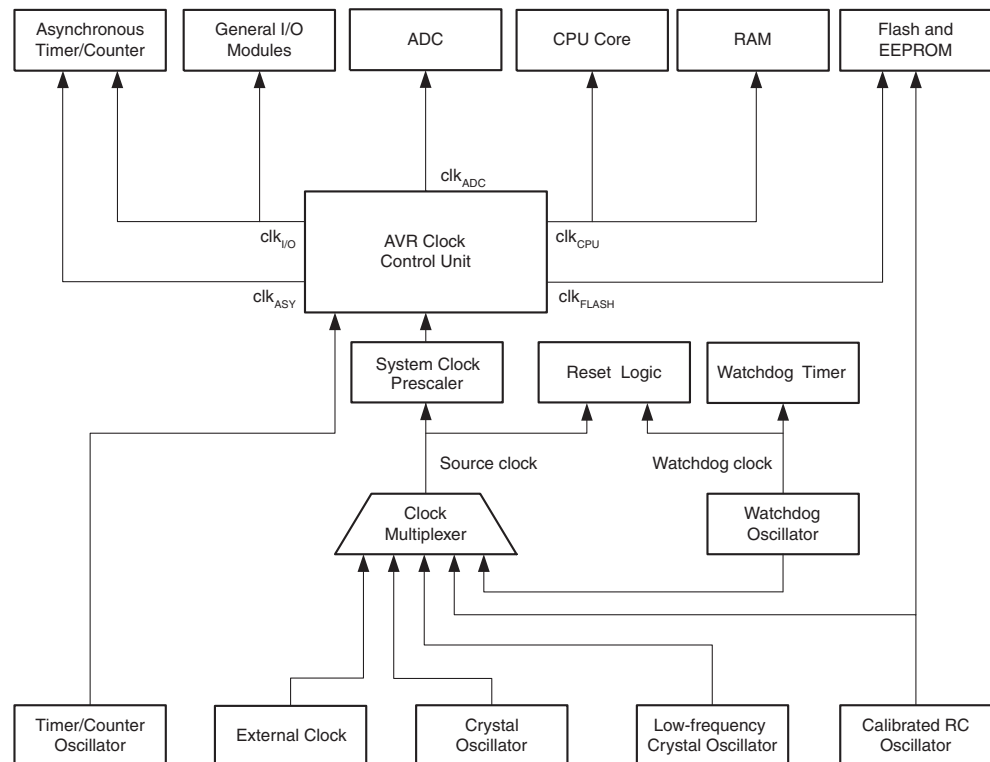 Asynchronous
Timer/Counter
General I/O
Modules
ADC
CPU Core
RAM
Flash and
EEPROM
clkADC
clkI/O
AVR Clock
Control Unit
clkCPU
clkASY
clkFLASH
System Clock
Prescaler
Reset Logic
Watchdog Timer
Source clock
Watchdog clock
Clock
Multiplexer
Watchdog
Oscillator
Timer/Counter
Oscillator
External Clock
Crystal
Oscillator
Low-frequency
Crystal Oscillator
Calibrated RC
Oscillator